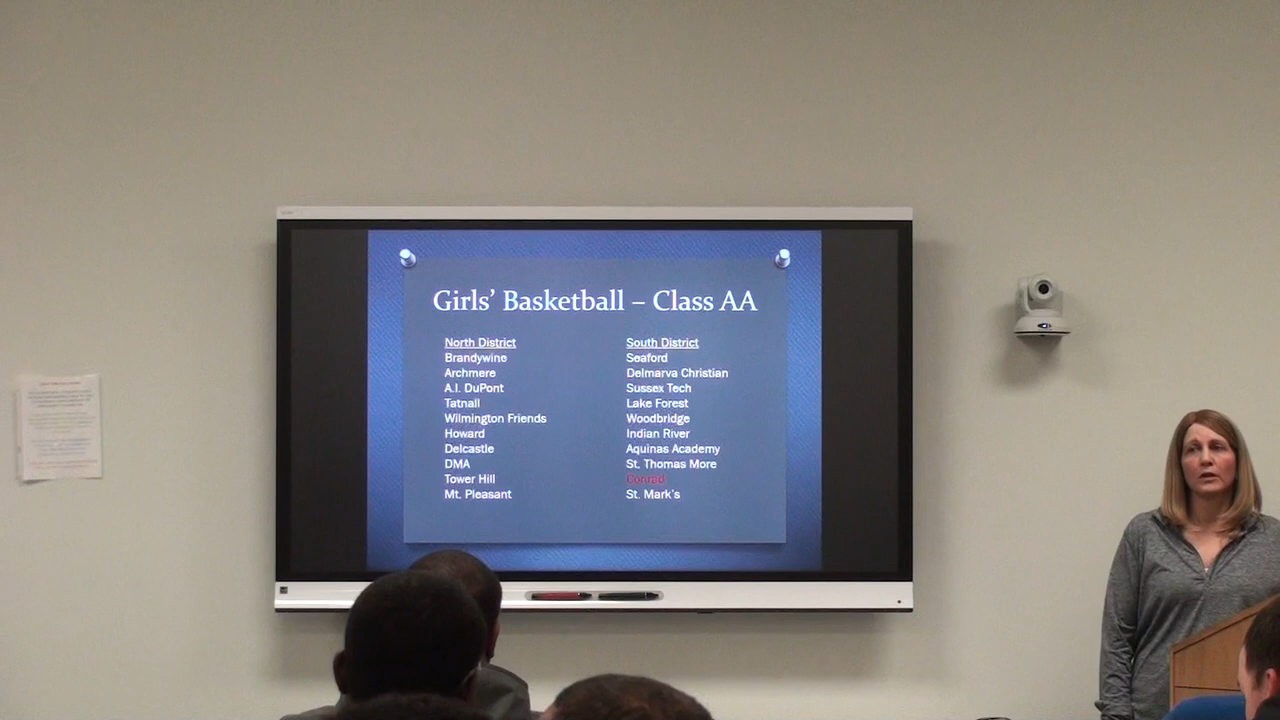 Girls' Basketball – Class AA
North District
Brandywine
Archmere
A.I. DuPont
Tatnall
Wilmington Friends
Howard
Delcastle
DMA
Tower Hill
Mt. Pleasant
South District
Seaford
Delmarva Christian
Sussex Tech
Lake Forest
Woodbridge
Indian River
Aquinas Academy
St. Thomas More
Conrad
St. Mark's